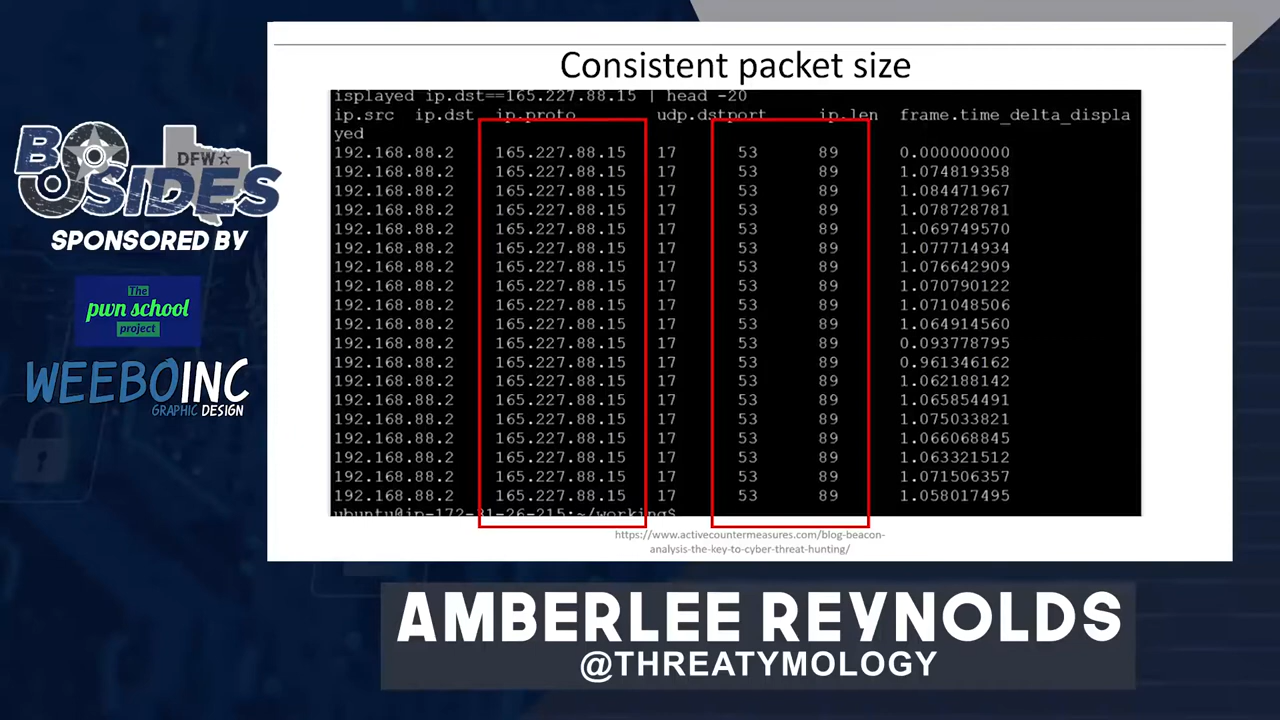 Consistent packet size
isplayed ip.dst==165.227.88.15 | head -20
ip.src ip.dst ip.proto udp.dstport ip.len frame.time_delta_displa
yed
192.168.88.2 165.227.88.15 17 53 89 0.000000000
192.168.88.2 165.227.88.15 17 53 89 1.074819358
192.168.88.2 165.227.88.15 17 53 89 1.084471967
192.168.88.2 165.227.88.15 17 53 89 1.078728781
192.168.88.2 165.227.88.15 17 53 89 1.069749570
192.168.88.2 165.227.88.15 17 53 89 1.077714934
192.168.88.2 165.227.88.15 17 53 89 1.076642909
192.168.88.2 165.227.88.15 17 53 89 1.070790122
192.168.88.2 165.227.88.15 17 53 89 1.071048506
192.168.88.2 165.227.88.15 17 53 89 1.064914560
192.168.88.2 165.227.88.15 17 53 89 0.093778795
192.168.88.2 165.227.88.15 17 53 89 0.961346162
192.168.88.2 165.227.88.15 17 53 89 1.062188142
192.168.88.2 165.227.88.15 17 53 89 1.065854491
192.168.88.2 165.227.88.15 17 53 89 1.075033821
192.168.88.2 165.227.88.15 17 53 89 1.066068845
192.168.88.2 165.227.88.15 17 53 89 1.063321512
192.168.88.2 165.227.88.15 17 53 89 1.071506357
192.168.88.2 165.227.88.15 17 53 89 1.058017495
ubuntu@ip-172-31-26-215:~/working$
https://www.activecountermeasures.com/blog-beacon-
analysis-the-key-to-cyber-threat-hunting/
BSIDES
DFW
SPONSORED BY
The
pwn school
project
WEEBOINC
GRAPHIC DESIGN
AMBERLEE REYNOLDS
@THREATYMOLOGY